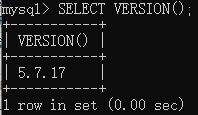 mysql> SELECT VERSION();
+-----------+
| VERSION() |
+-----------+
| 5.7.17    |
+-----------+
1 row in set (0.00 sec)